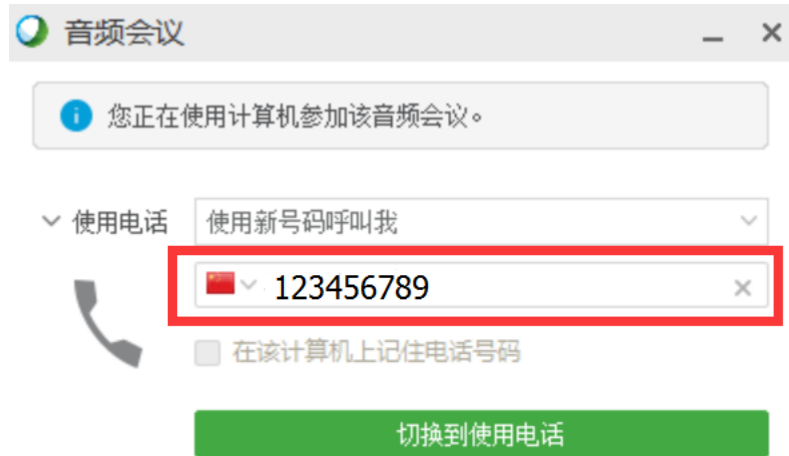 音频会议
您正在使用计算机参加该音频会议。
使用电话 使用新号码呼叫我
123456789
在该计算机上记住电话号码
切换到使用电话